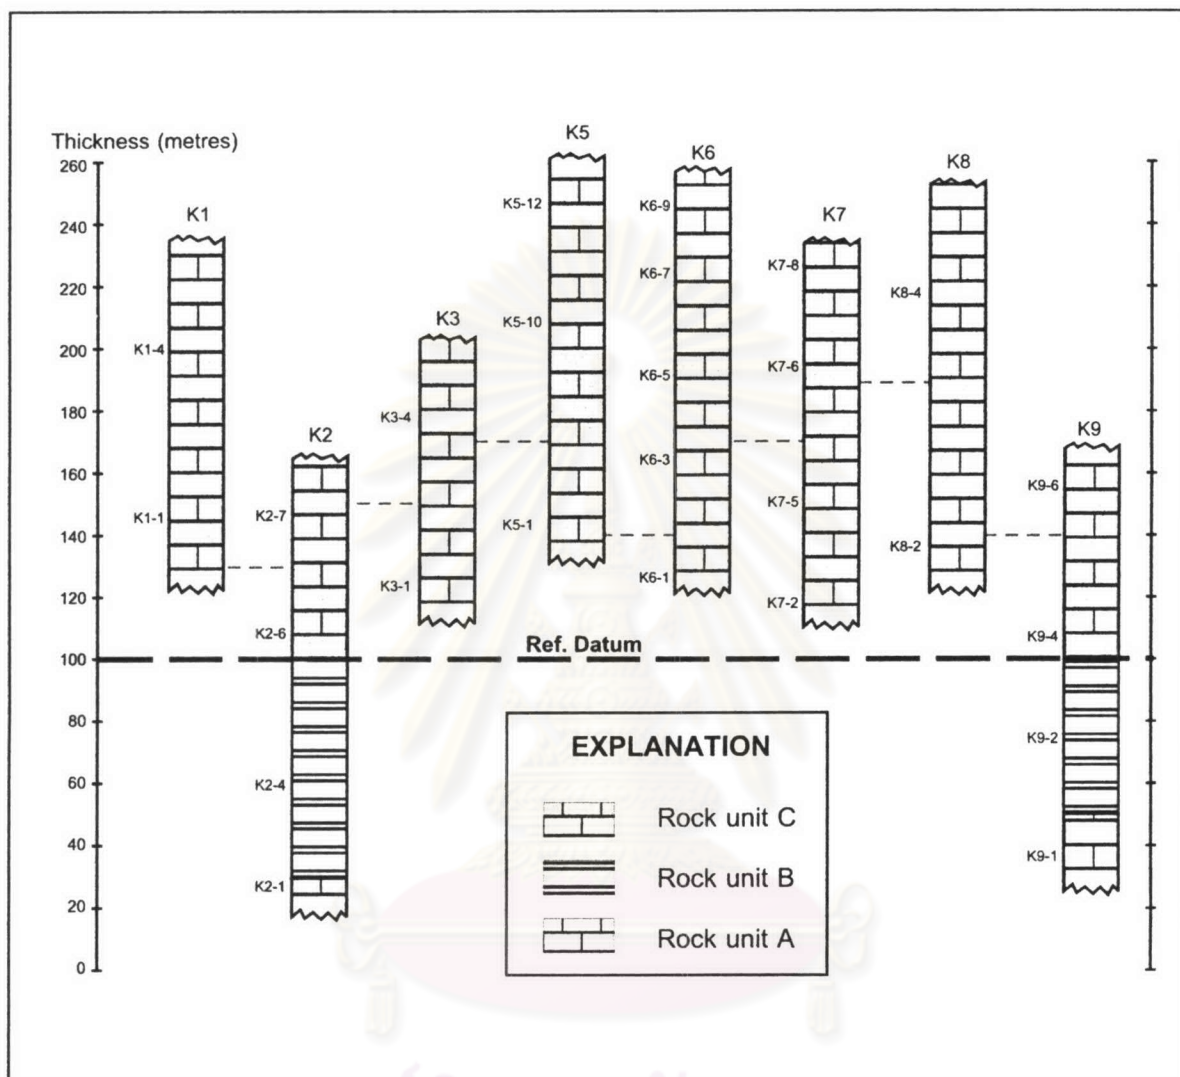 Thickness (metres)
K1
K2
K3
K5
K6
K7
K8
K9
260
240
220
200
180
160
140
120
100
80
60
40
20
0
K1-4
K1-1
K2-7
K2-6
K2-4
K2-1
K3-4
K3-1
K5-12
K5-10
K5-1
K6-9
K6-7
K6-5
K6-3
K6-1
K7-8
K7-6
K7-5
K7-2
K8-4
K8-2
K9-6
K9-4
K9-2
K9-1
Ref. Datum
EXPLANATION
Rock unit C
Rock unit B
Rock unit A